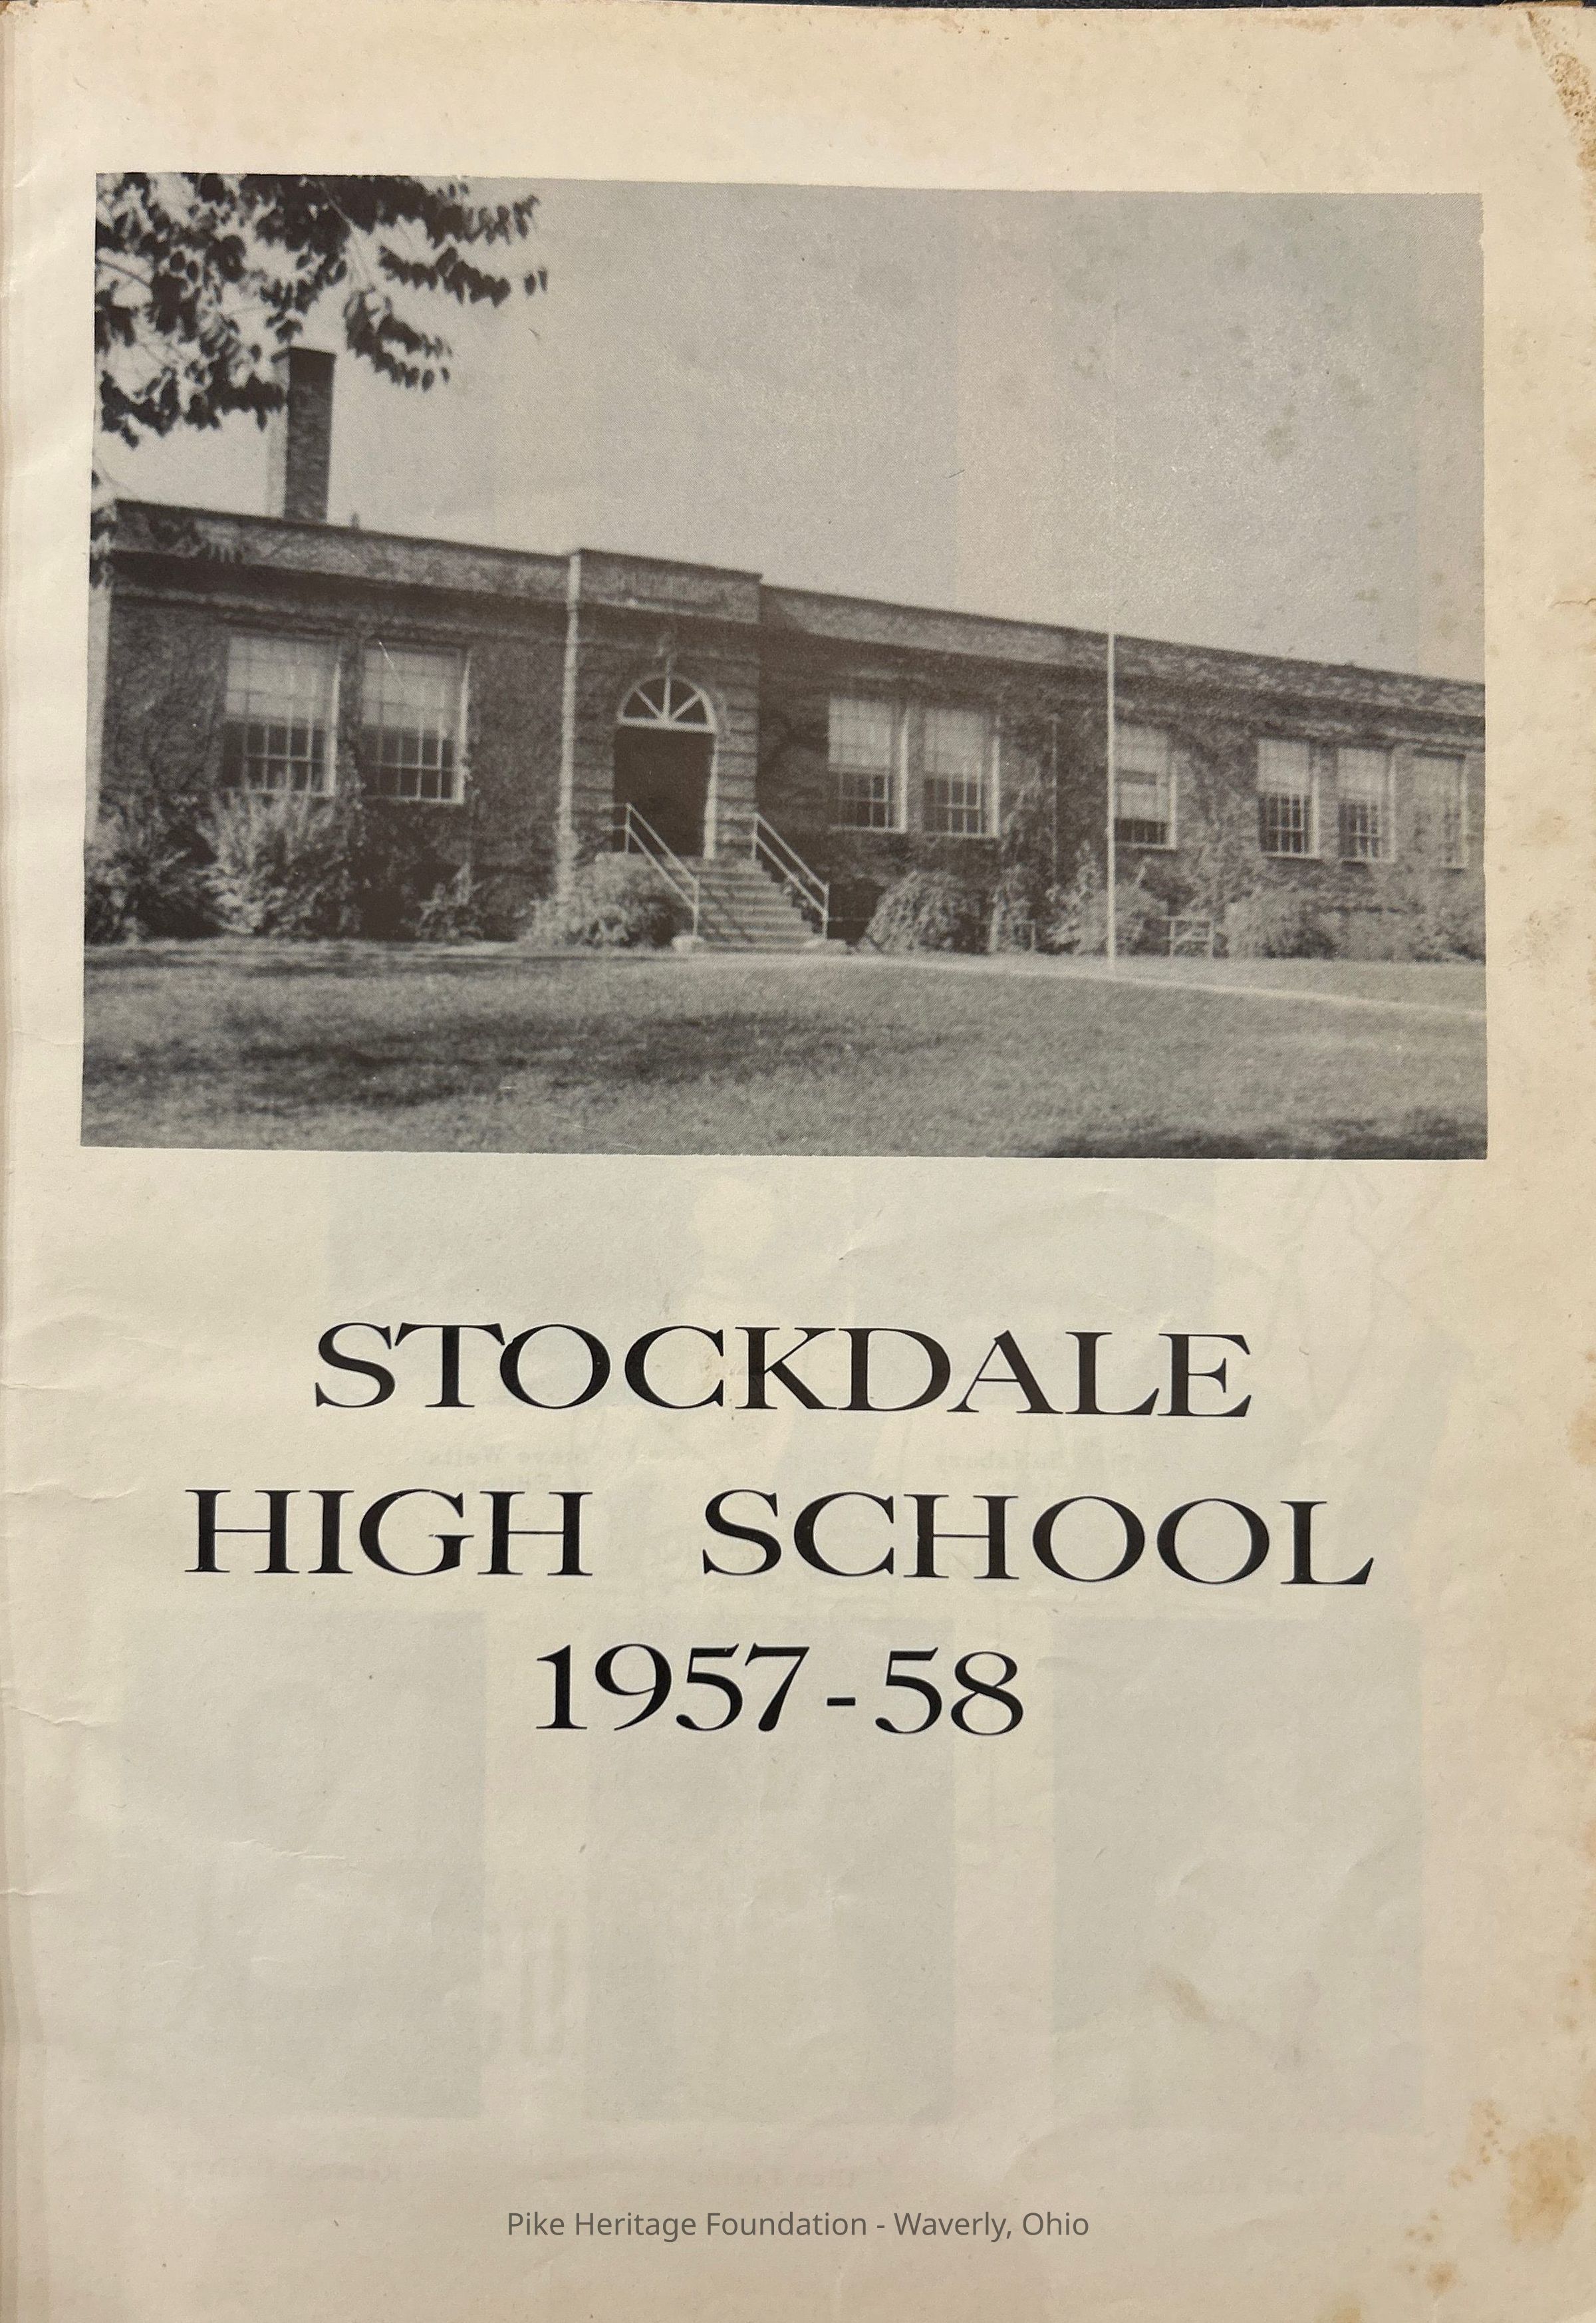 STOCKDALE
HIGH SCHOOL
1957-58
Pike Heritage Foundation - Waverly, Ohio